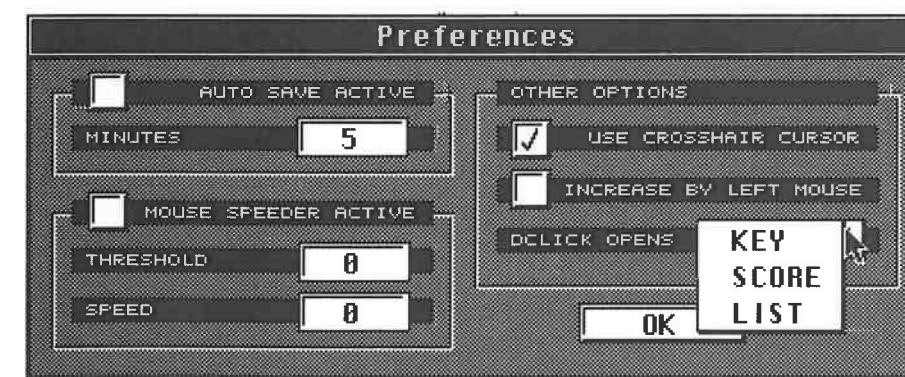 Preferences
AUTO SAVE ACTIVE
MINUTES 5
MOUSE SPEEDER ACTIVE
THRESHOLD 0
SPEED 0
OTHER OPTIONS
USE CROSSHAIR CURSOR
INCREASE BY LEFT MOUSE
DCLICK OPENS
KEY
SCORE
LIST
OK